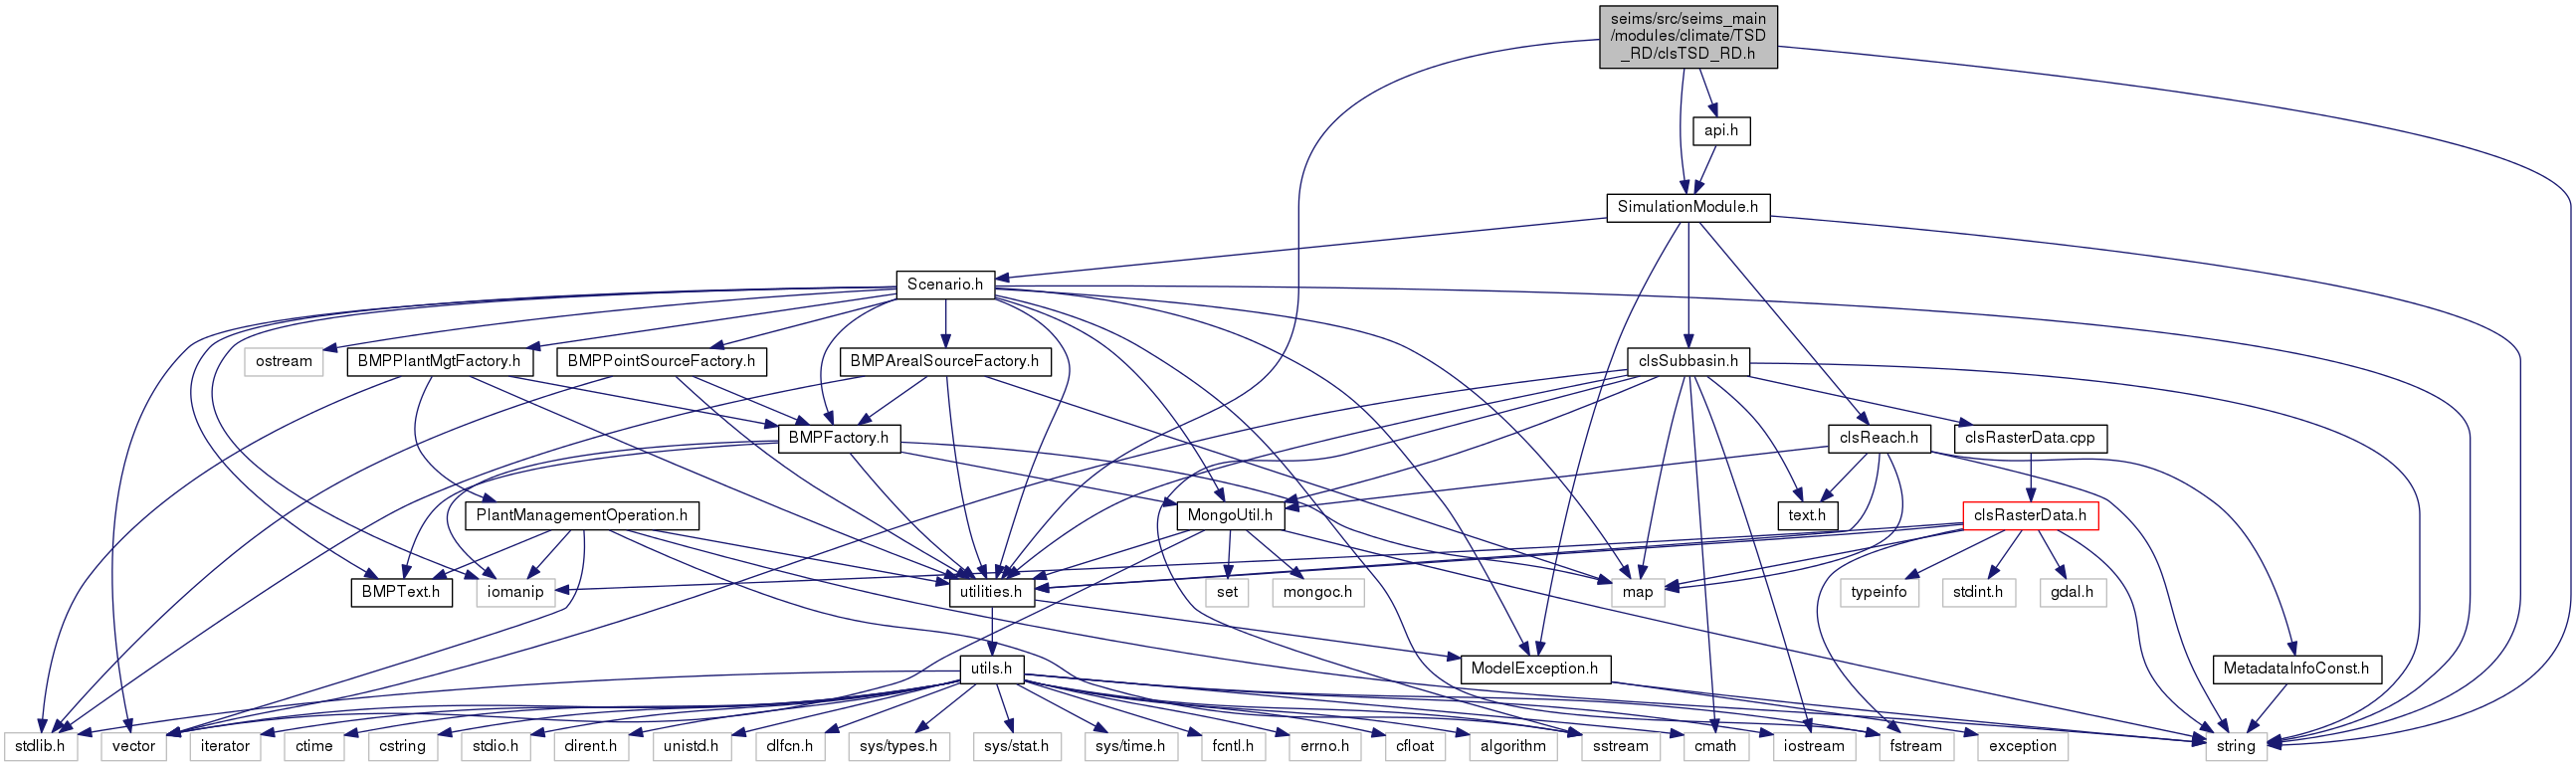 seims/src/seims_main
/modules/climate/TSD
_RD/clsTSD_RD.h
api.h
SimulationModule.h
Scenario.h
ostream
BMPPlantMgtFactory.h
BMPPointSourceFactory.h
BMPArealSourceFactory.h
clsSubbasin.h
BMPFactory.h
clsReach.h
clsRasterData.cpp
PlantManagementOperation.h
MongoUtil.h
text.h
clsRasterData.h
BMPText.h
iomanip
utilities.h
set
mongoc.h
map
typeinfo
stdint.h
gdal.h
utils.h
ModelException.h
MetadataInfoConst.h
stdlib.h
vector
iterator
ctime
cstring
stdio.h
dirent.h
unistd.h
dlfcn.h
sys/types.h
sys/stat.h
sys/time.h
fcntl.h
errno.h
cfloat
algorithm
sstream
cmath
iostream
fstream
exception
string